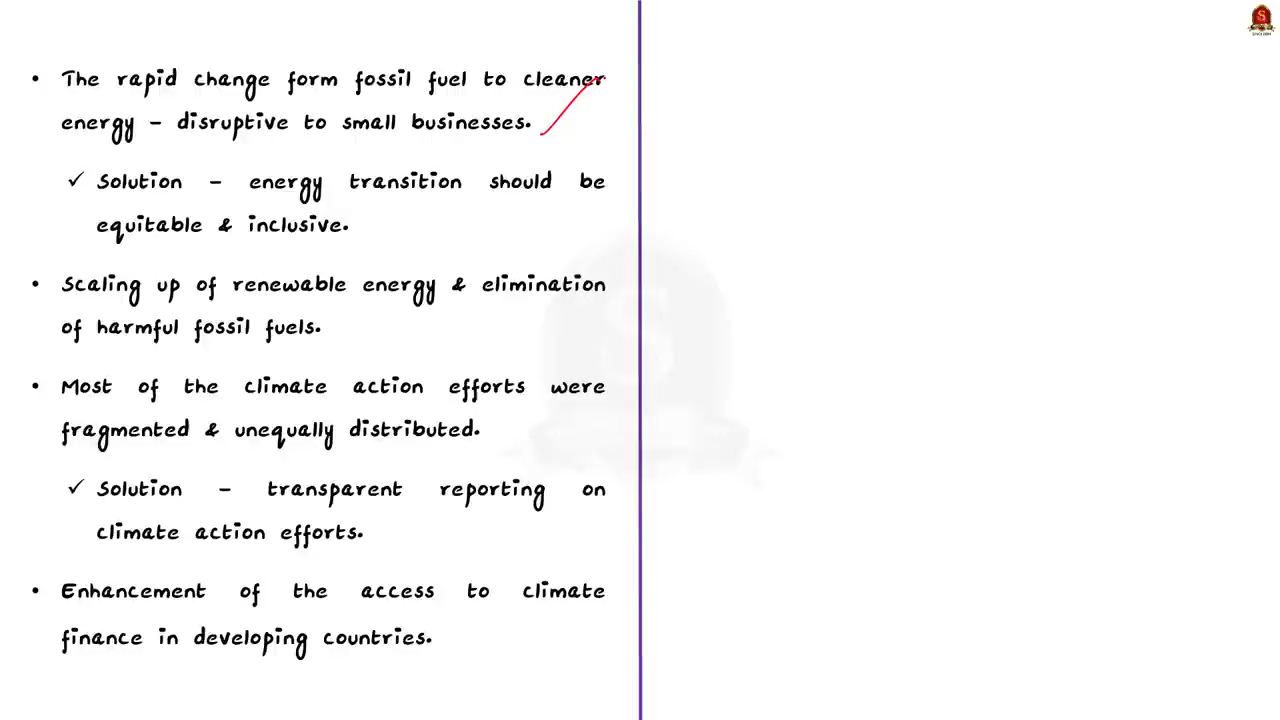 • The rapid change form fossil fuel to cleaner
energy – disruptive to small businesses.
✓ Solution – energy transition should be
equitable & inclusive.
• Scaling up of renewable energy & elimination
of harmful fossil fuels.
• Most of the climate action efforts were
fragmented & unequally distributed.
✓ Solution – transparent reporting on
climate action efforts.
• Enhancement of the access to climate
finance in developing countries.